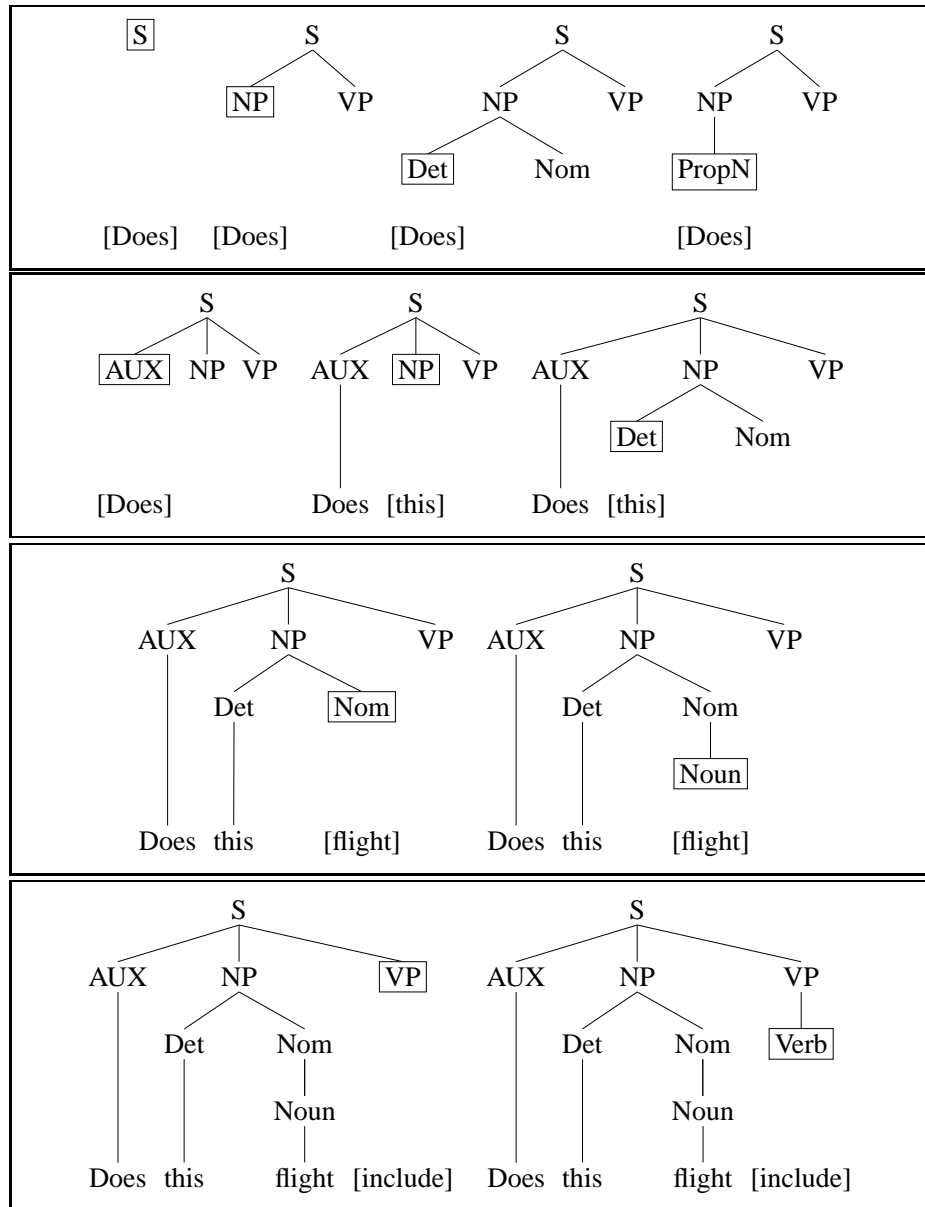 S S S S
NP VP NP VP NP VP
Det Nom PropN
[Does] [Does] [Does] [Does]
S S S
AUX NP VP AUX NP VP AUX NP VP
Det Nom
[Does] Does [this] Does [this]
S S
AUX NP VP AUX NP VP
Det Nom Det Nom
Noun
Does this [flight] Does this [flight]
S S
AUX NP VP AUX NP VP
Det Nom Det Nom Verb
Noun Noun
Does this flight [include] Does this flight [include]